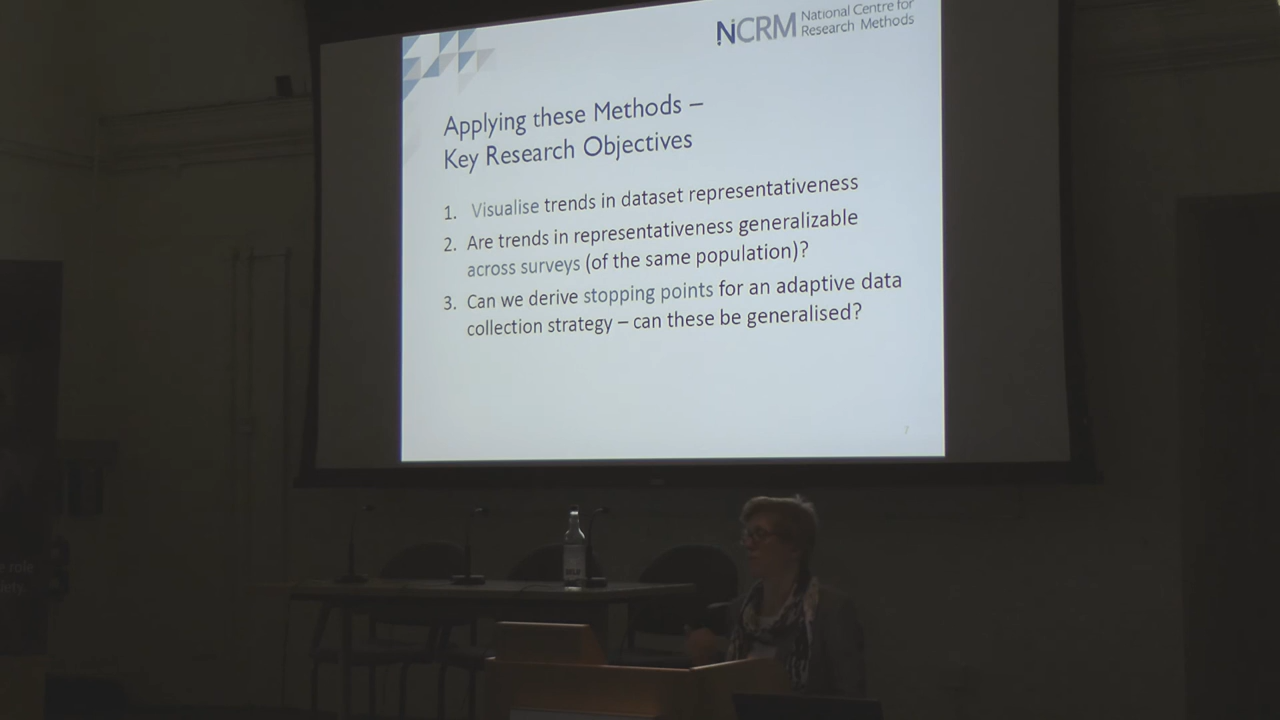 NCRM National Centre for
Research Methods
Applying these Methods –
Key Research Objectives
1. Visualise trends in dataset representativeness
2. Are trends in representativeness generalizable
across surveys (of the same population)?
3. Can we derive stopping points for an adaptive data
collection strategy – can these be generalised?
7
role